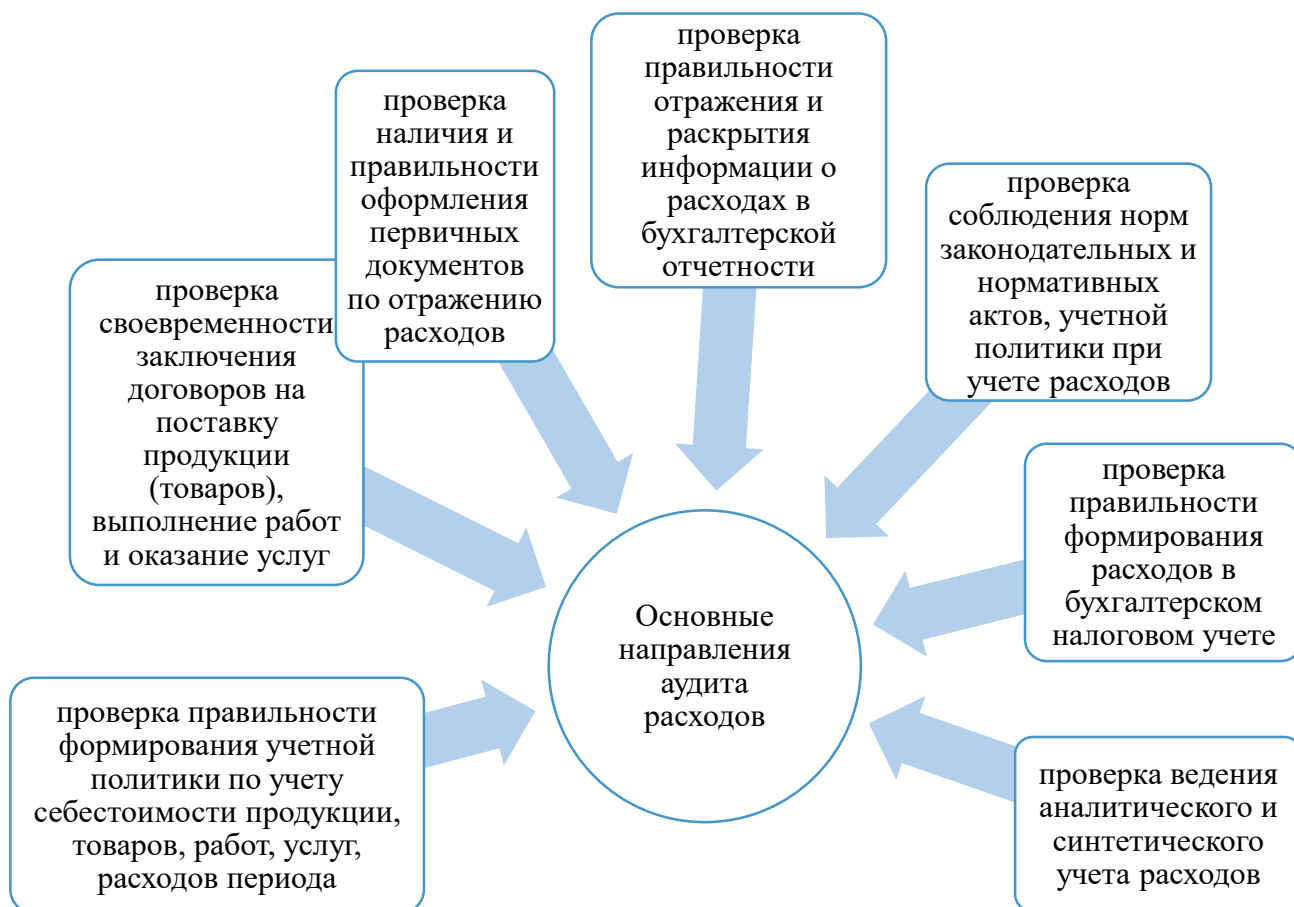 проверка
правильности
отражения и
раскрытия
информации о
расходах в
бухгалтерской
отчетности
проверка
наличия и
правильности
оформления
первичных
документов
по отражению
расходов
проверка
соблюдения норм
законодательных и
нормативных
актов, учетной
политики при
учете расходов
проверка
своевременности
заключения
договоров на
поставку
продукции
(товаров),
выполнение работ
и оказание услуг
проверка
правильности
формирования
расходов в
бухгалтерском
налоговом учете
Основные
направления
аудита
расходов
проверка правильности
формирования учетной
политики по учету
себестоимости продукции,
товаров, работ, услуг,
расходов периода
проверка ведения
аналитического и
синтетического
учета расходов